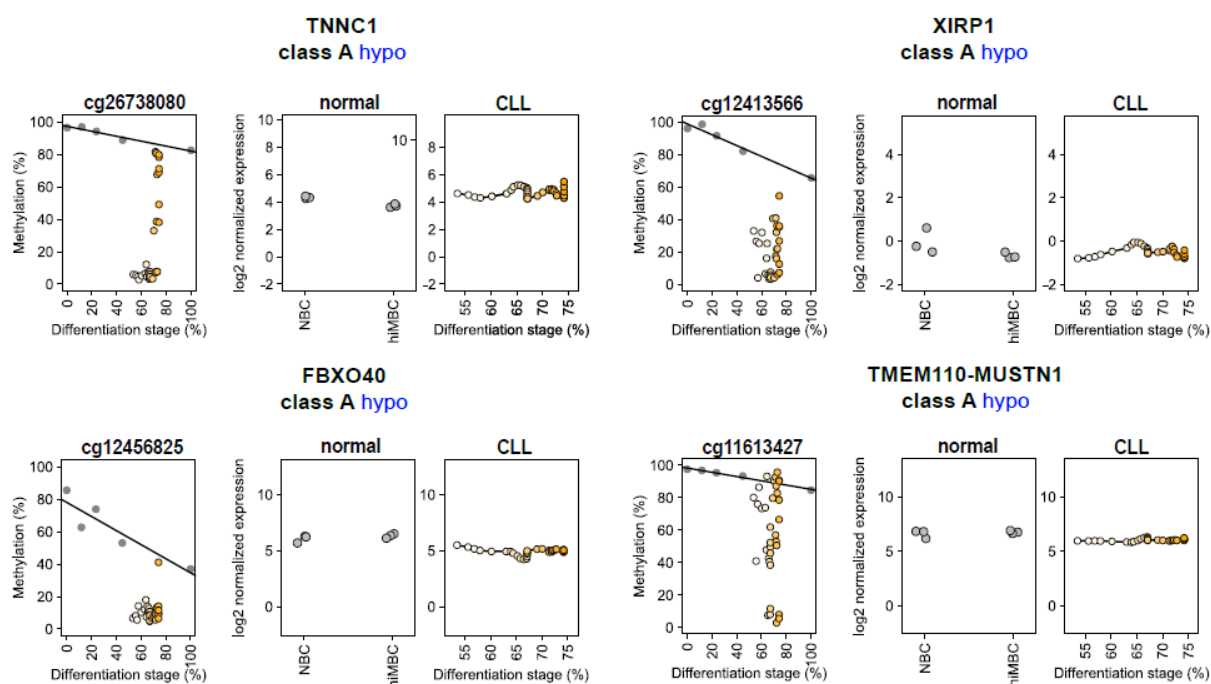 TNNC1
class A hypo
cg26738080
normal
CLL
Methylation (%)
100
80
60
40
20
0
0 20 40 60 80 100
Differentiation stage (%)
log2 normalized expression
10
8
6
4
2
0
-2
NBC
hiMBC
10
8
6
4
2
0
-2
55 60 65 70 75
Differentiation stage (%)
XIRP1
class A hypo
cg12413566
normal
CLL
Methylation (%)
100
80
60
40
20
0
0 20 40 60 80 100
Differentiation stage (%)
log2 normalized expression
4
2
0
-2
NBC
hiMBC
4
2
0
-2
55 60 65 70 75
Differentiation stage (%)
FBXO40
class A hypo
cg12456825
normal
CLL
Methylation (%)
100
80
60
40
20
0
0 20 40 60 80 100
Differentiation stage (%)
log2 normalized expression
10
5
0
NBC
hiMBC
10
5
0
55 60 65 70 75
Differentiation stage (%)
TMEM110-MUSTN1
class A hypo
cg11613427
normal
CLL
Methylation (%)
100
80
60
40
20
0
0 20 40 60 80 100
Differentiation stage (%)
log2 normalized expression
10
5
0
NBC
hiMBC
10
5
0
55 60 65 70 75
Differentiation stage (%)